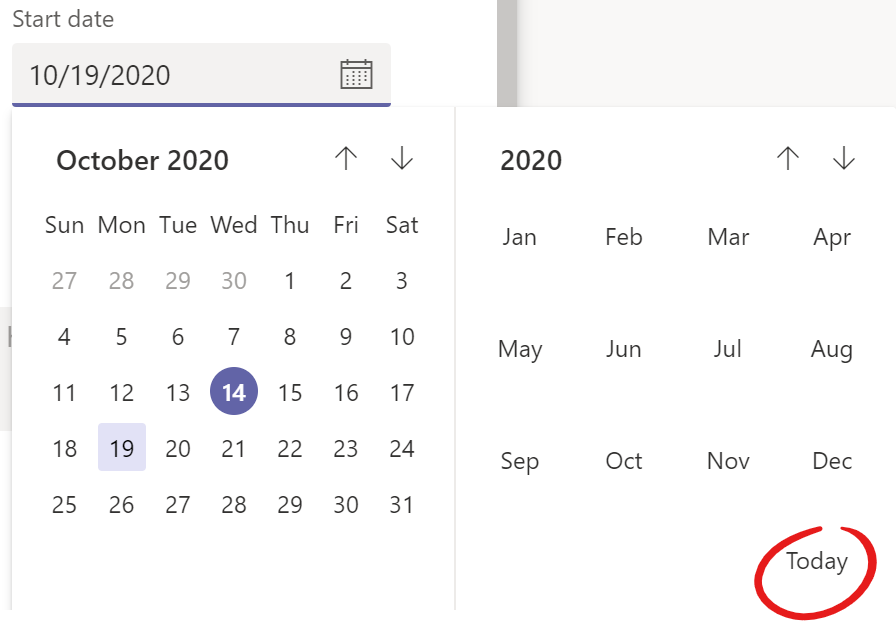 Start date
10/19/2020
October 2020
Sun Mon Tue Wed Thu Fri Sat
27 28 29 30 1 2 3
4 5 6 7 8 9 10
11 12 13 14 15 16 17
18 19 20 21 22 23 24
25 26 27 28 29 30 31
2020
Jan Feb Mar Apr
May Jun Jul Aug
Sep Oct Nov Dec
Today